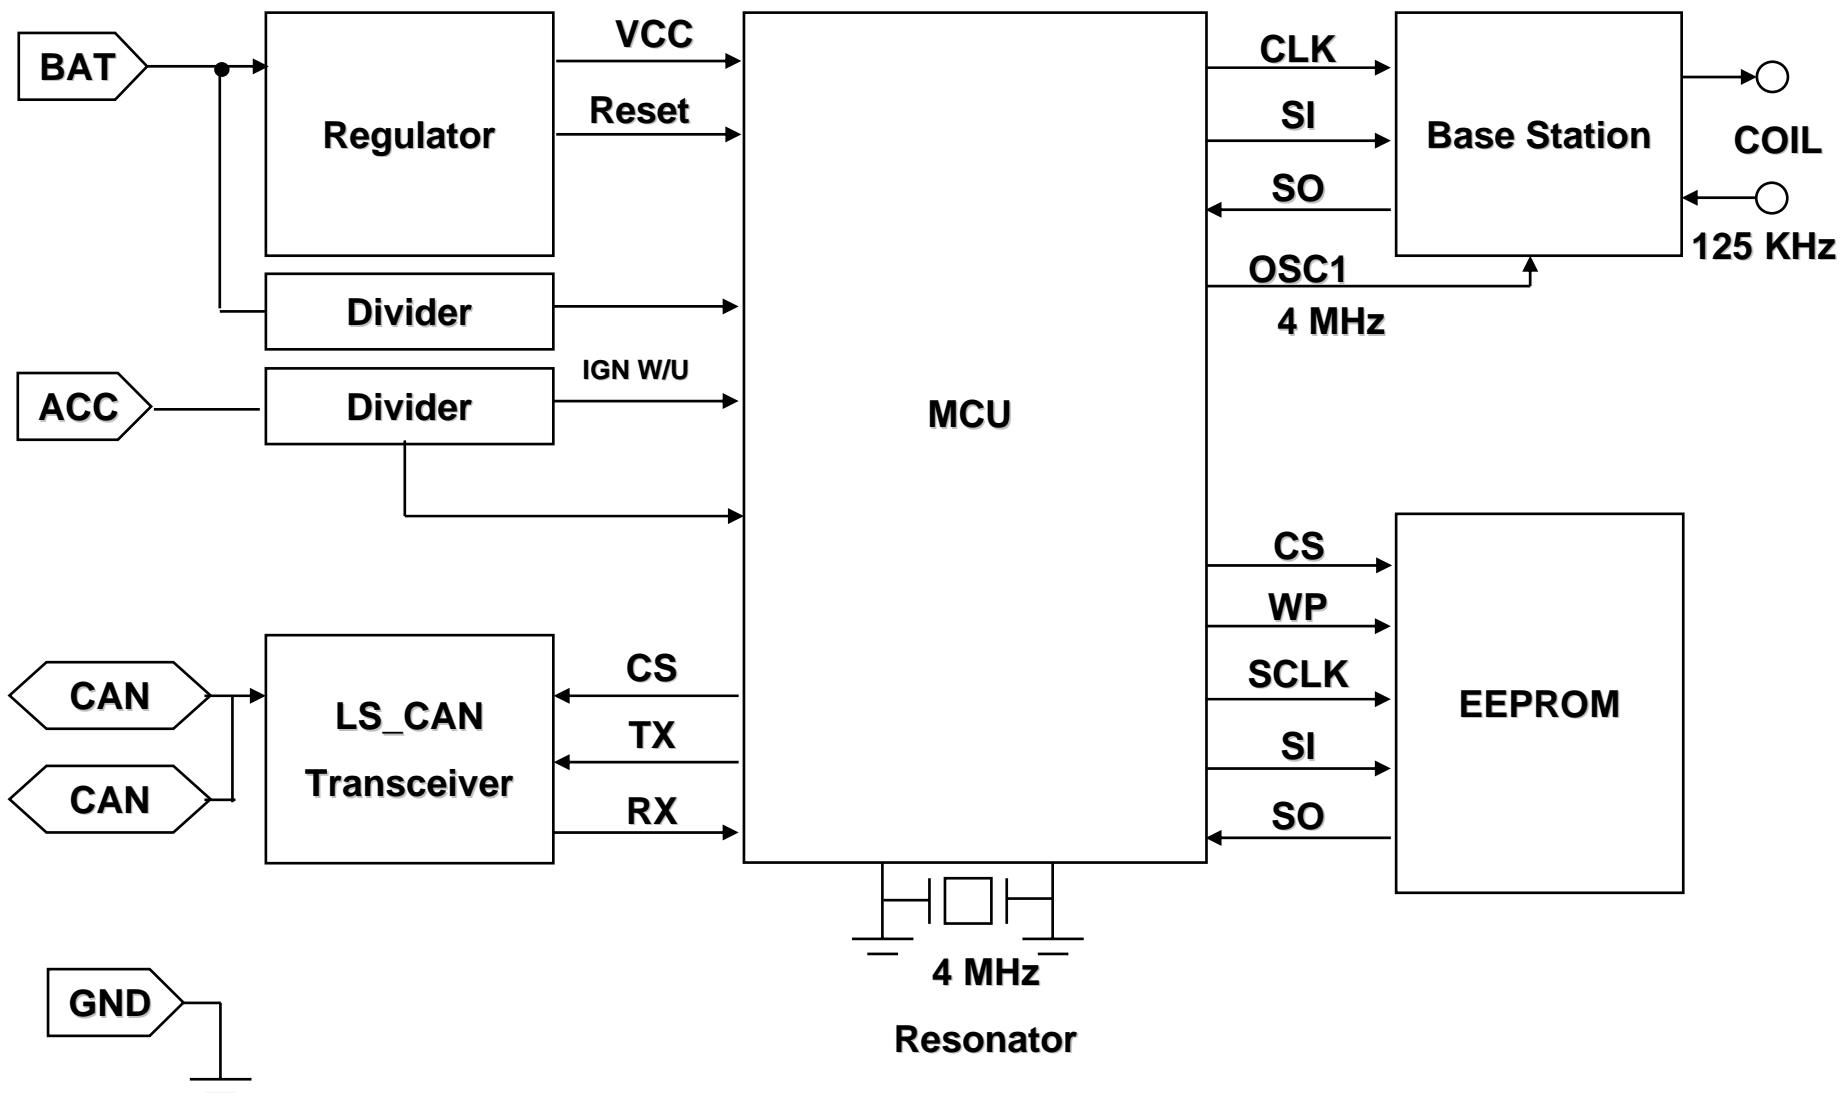 BAT
Regulator
VCC
Reset
Divider
ACC
Divider
IGN W/U
MCU
CLK
SI
SO
OSC1
4 MHz
Base Station
COIL
125 KHz
CAN
CAN
LS_CAN
Transceiver
CS
TX
RX
CS
WP
SCLK
SI
SO
EEPROM
4 MHz
Resonator
GND